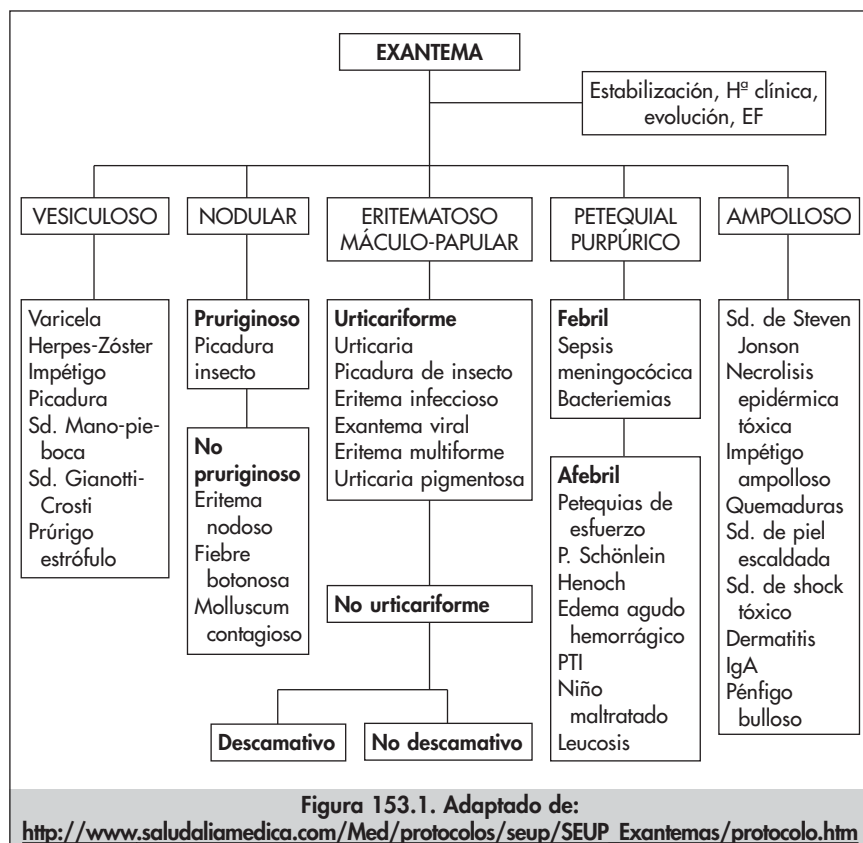 EXANTEMA
Estabilización, Hª clínica,
evolución, EF
VESICULOSO
NODULAR
ERITEMATOSO
MÁCULO-PAPULAR
PETEQUIAL
PURPÚRICO
AMPOLLOSO
Varicela
Herpes-Zóster
Impétigo
Picadura
Sd. Mano-pie-
boca
Sd. Gianotti-
Crosti
Prúrigo
estrófulo
Pruriginoso
Picadura
insecto
No
pruriginoso
Eritema
nodoso
Fiebre
botonosa
Molluscum
contagioso
Urticariforme
Urticaria
Picadura de insecto
Eritema infeccioso
Exantema viral
Eritema multiforme
Urticaria pigmentosa
No urticariforme
Descamativo
No descamativo
Febril
Sepsis
meningocócica
Bacteriemias
Afebril
Petequias de
esfuerzo
P. Schönlein
Henoch
Edema agudo
hemorrágico
PTI
Niño
maltratado
Leucosis
Sd. de Steven
Jonson
Necrolisis
epidérmica
tóxica
Impétigo
ampolloso
Quemaduras
Sd. de piel
escaldada
Sd. de shock
tóxico
Dermatitis
IgA
Pénfigo
bulloso
Figura 153.1. Adaptado de:
http://www.saludaliamedica.com/Med/protocolos/seup/SEUP_Exantemas/protocolo.htm